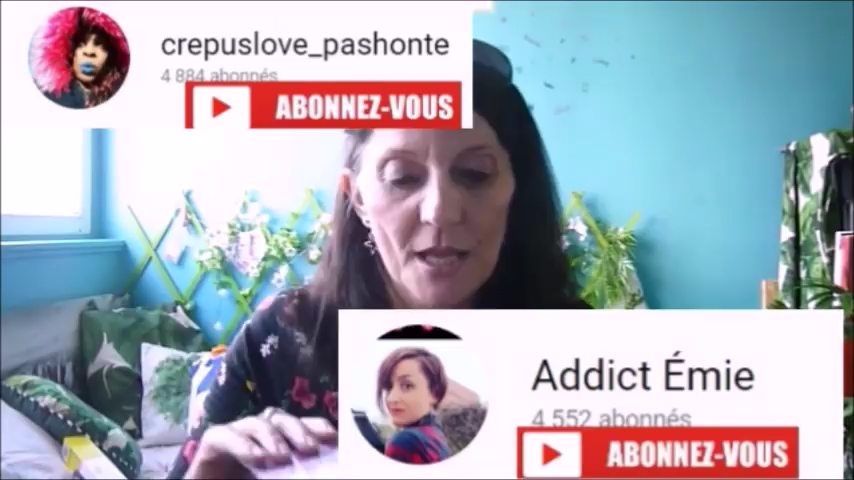 crepuslove_pashonte
4 884 abonnés
ABONNEZ-VOUS
Addict Émie
4 552 abonnés
ABONNEZ-VOUS